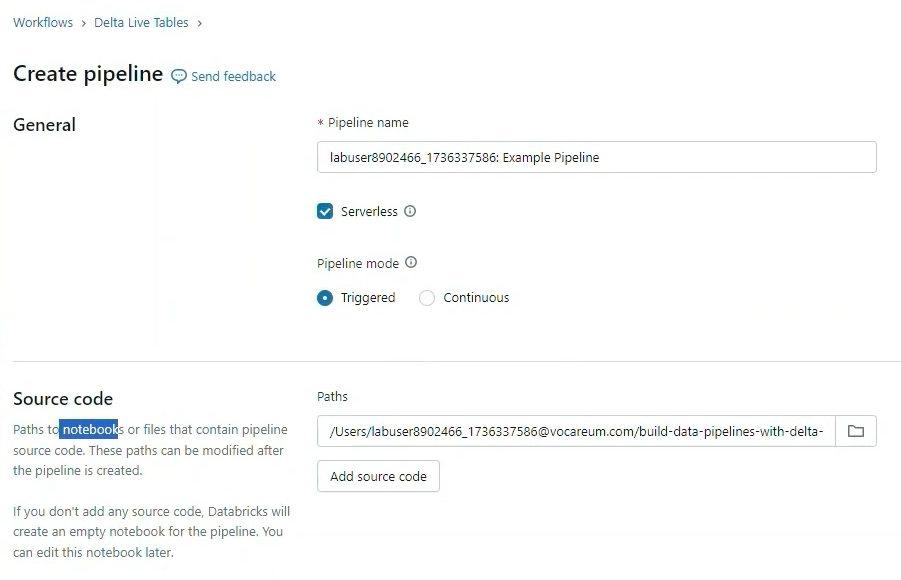 Workflows › Delta Live Tables ›
Create pipeline Send feedback
General
* Pipeline name
labuser8902466_1736337586: Example Pipeline
Serverless
Pipeline mode
Triggered Continuous
Source code
Paths to notebooks or files that contain pipeline
source code. These paths can be modified after
the pipeline is created.
If you don't add any source code, Databricks will
create an empty notebook for the pipeline. You
can edit this notebook later.
Paths
/Users/labuser8902466_1736337586@vocareum.com/build-data-pipelines-with-delta-
Add source code